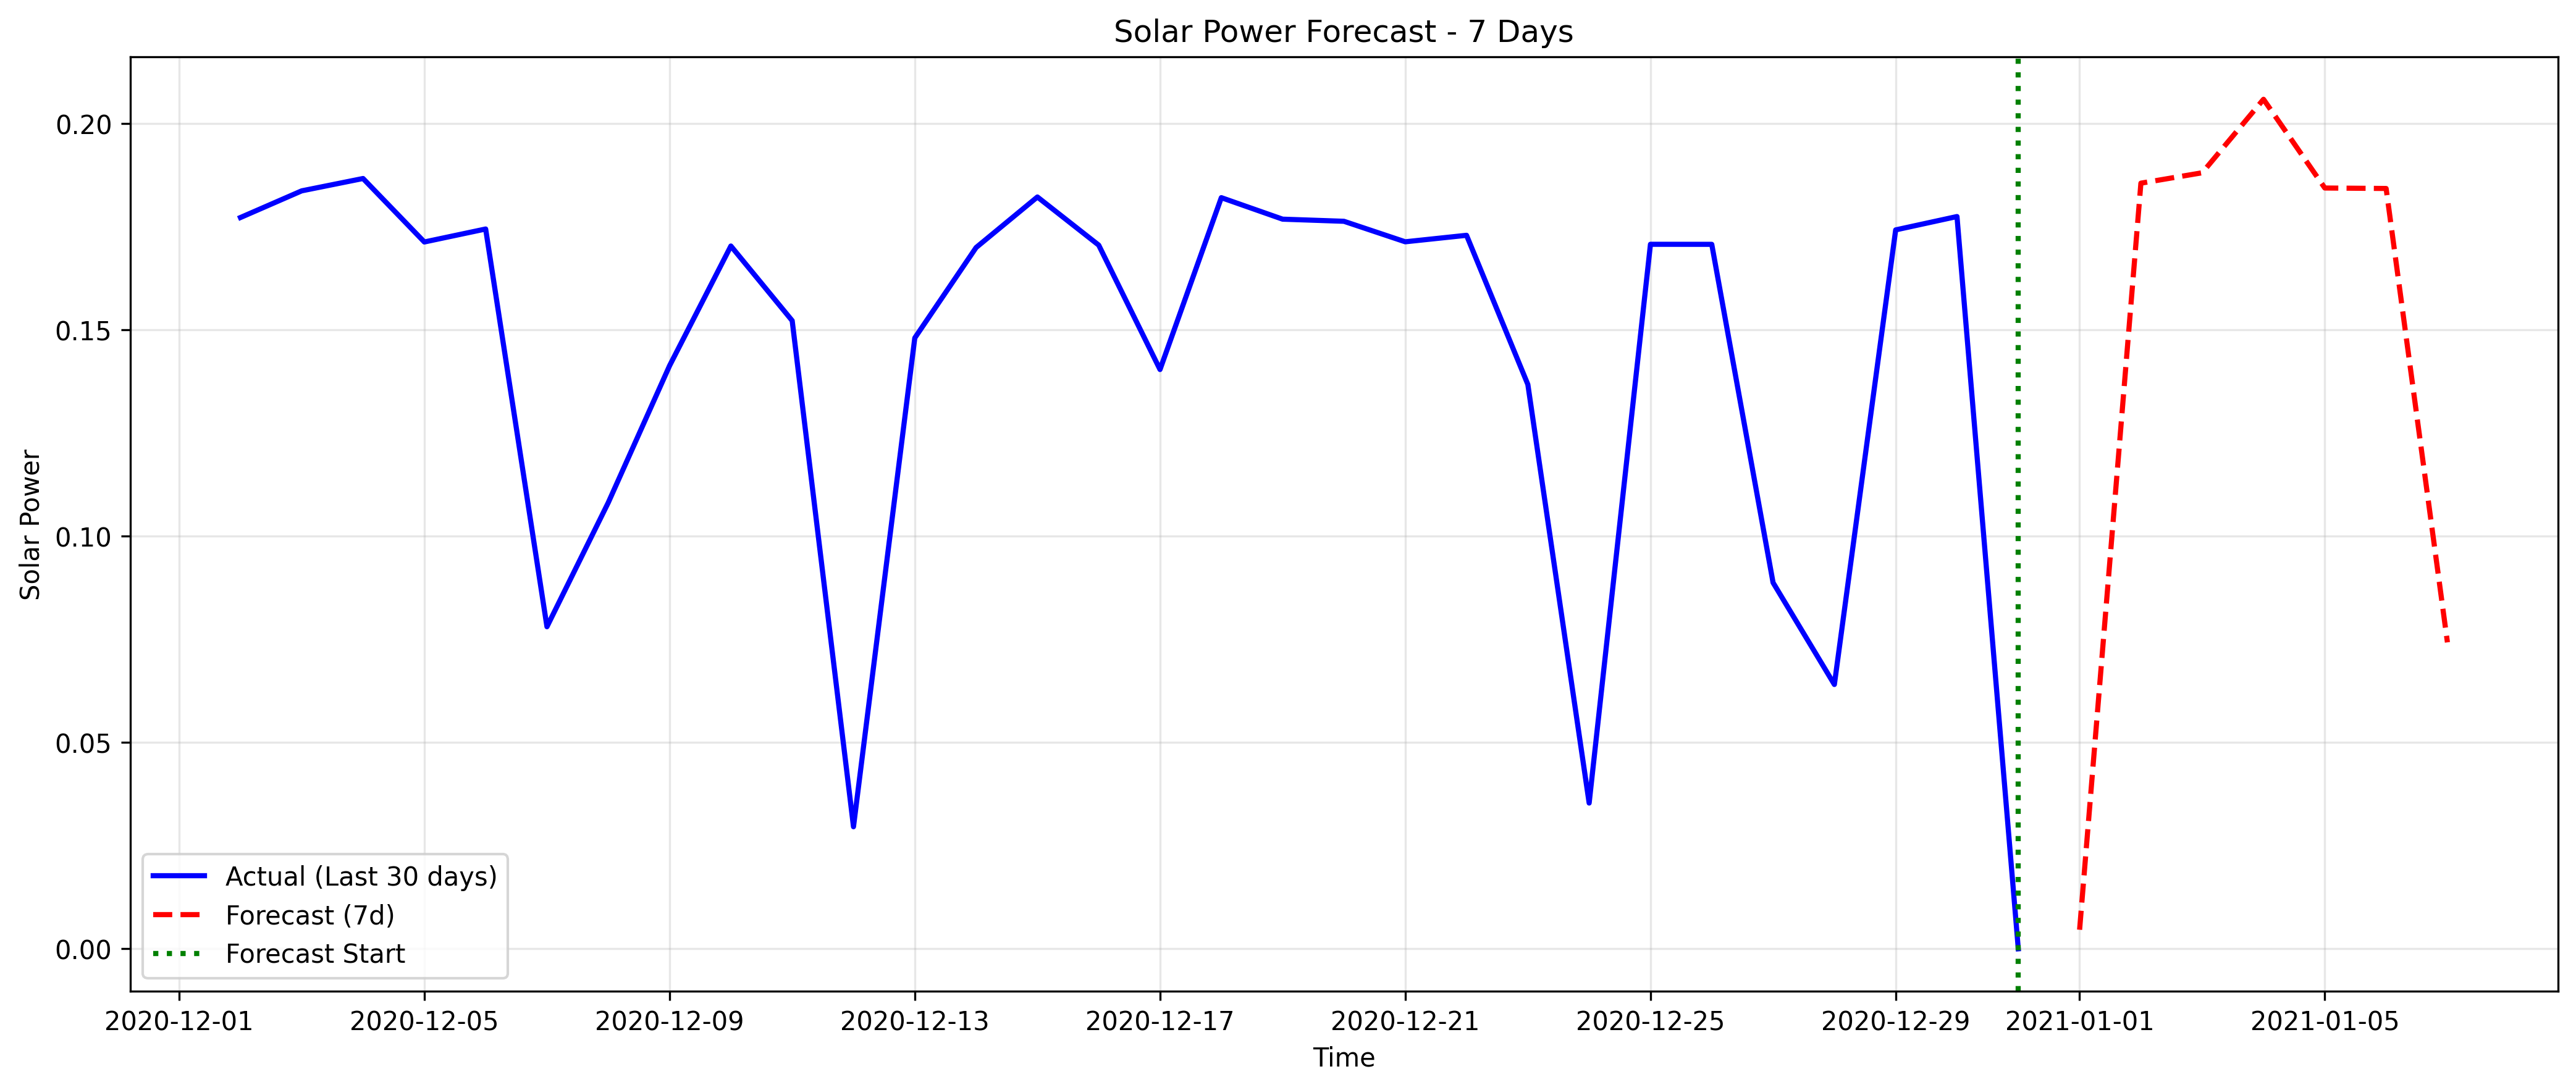 Solar Power Forecast - 7 Days
0.20
0.15
0.10
0.05
0.00
Solar Power
Actual (Last 30 days)
Forecast (7d)
Forecast Start
2020-12-01 2020-12-05 2020-12-09 2020-12-13 2020-12-17 2020-12-21 2020-12-25 2020-12-29 2021-01-01 2021-01-05
Time